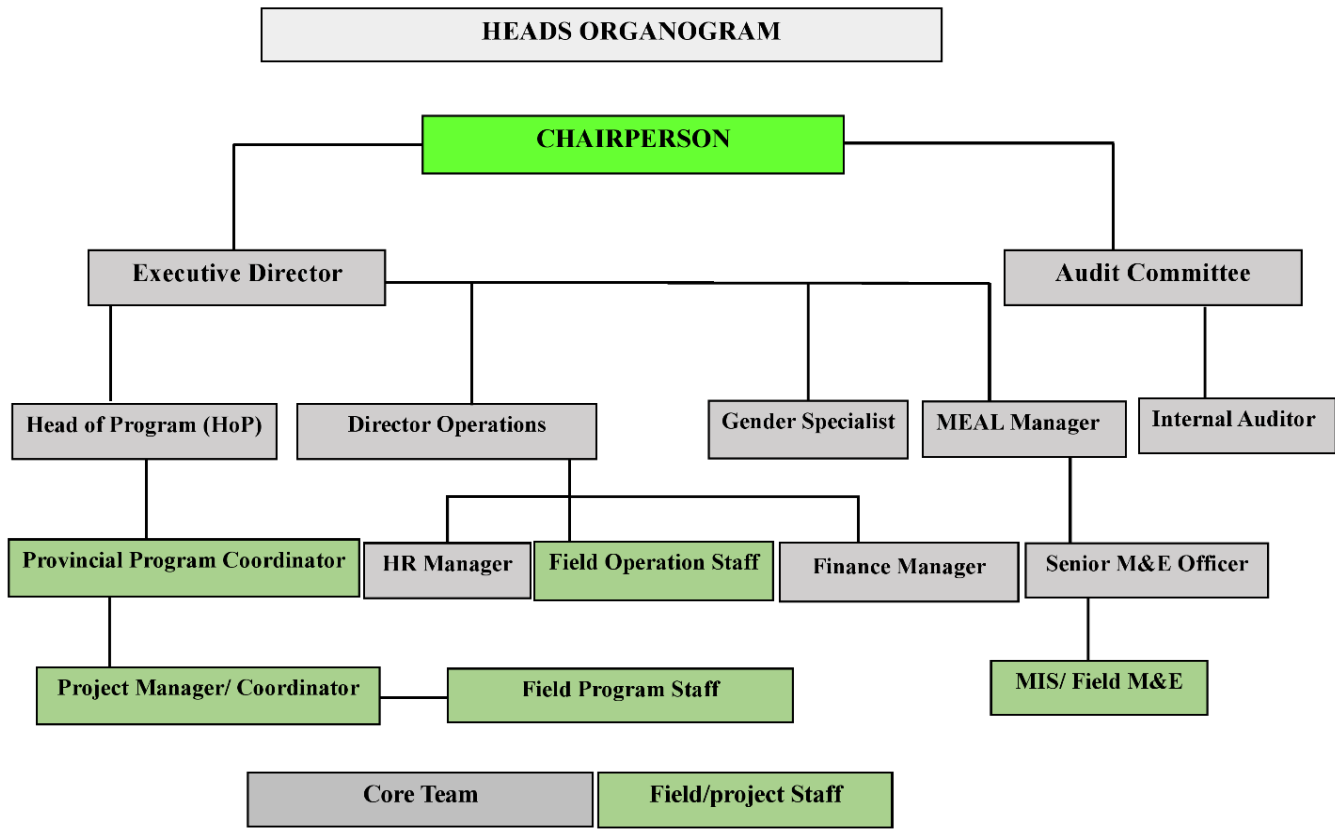 HEADS ORGANOGRAM
CHAIRPERSON
Executive Director
Audit Committee
Head of Program (HoP)
Director Operations
Gender Specialist
MEAL Manager
Internal Auditor
Provincial Program Coordinator
HR Manager
Field Operation Staff
Finance Manager
Senior M&E Officer
Project Manager/ Coordinator
Field Program Staff
MIS/ Field M&E
Core Team
Field/project Staff